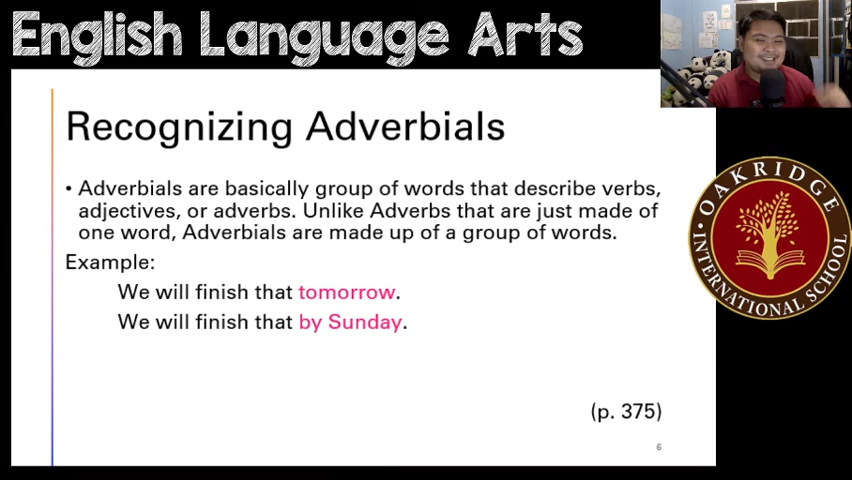 English Language Arts
Recognizing Adverbials
• Adverbials are basically group of words that describe verbs,
adjectives, or adverbs. Unlike Adverbs that are just made of
one word, Adverbials are made up of a group of words.
Example:
We will finish that tomorrow.
We will finish that by Sunday.
(p. 375)
6
• OAKRIDGE •
INTERNATIONAL SCHOOL